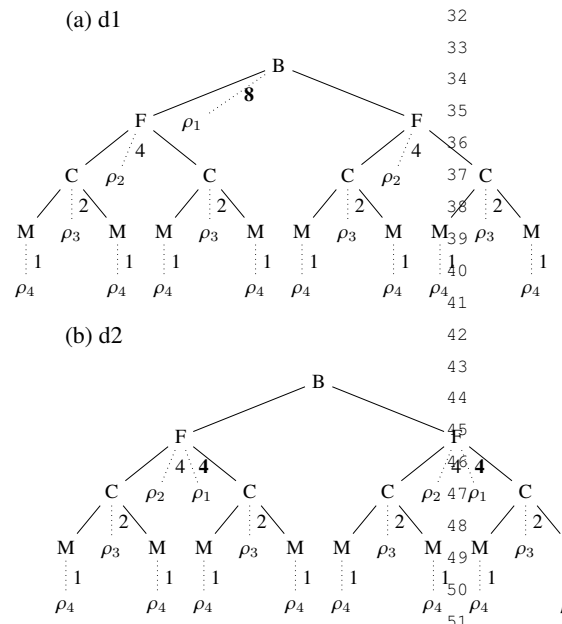 (a) d1
32
33
B
34
8
35
F ρ₁ F
36
4 4
C ρ₂ C C ρ₂ 37 C
2 2 2 38 2
M ρ₃ M M ρ₃ M M ρ₃ M M 39 ρ₃ M
1 1 1 1 1 1 1 1
40
ρ₄ ρ₄ ρ₄ ρ₄ ρ₄ ρ₄ ρ₄ ρ₄
41
(b) d2
42
43
B
44
45
F F
46
4 4 4 4
C ρ₂ ρ₁ C C ρ₂ 47 ρ₁ C
2 2 2 48 2
M ρ₃ M M ρ₃ M M ρ₃ M 49 M ρ₃
1 1 1 1 1 1 1
50
ρ₄ ρ₄ ρ₄ ρ₄ ρ₄ ρ₄ ρ₄
51